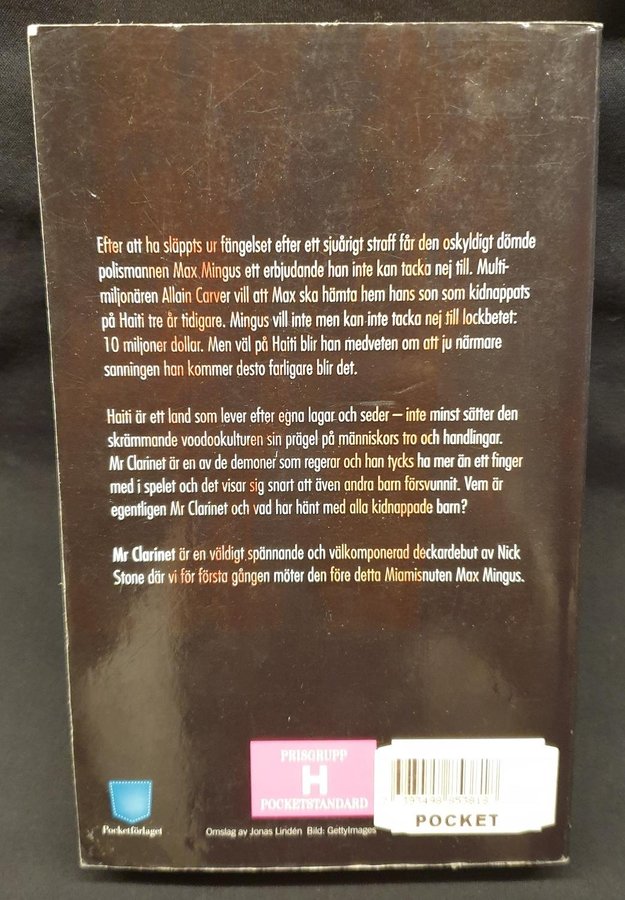 Efter att ha släppts ur fängelset efter ett sjuårigt straff får den oskyldigt dömde
polismannen Max Mingus ett erbjudande han inte kan tacka nej till. Multi-
miljonären Allain Carver vill att Max ska hämta hem hans son som kidnappats
på Haiti tre år tidigare. Mingus vill inte men kan inte tacka nej till lockbetet:
10 miljoner dollar. Men väl på Haiti blir han medveten om att ju närmare
sanningen han kommer desto farligare blir det.
Haiti är ett land som lever efter egna lagar och seder – inte minst sätter den
skrämmande voodookulturen sin prägel på människors tro och handlingar.
Mr Clarinet är en av de demoner som regerar och han tycks ha mer än ett finger
med i spelet och det visar sig snart att även andra barn försvunnit. Vem är
egentligen Mr Clarinet och vad har hänt med alla kidnappade barn?
Mr Clarinet är en väldigt spännande och välkomponerad deckardebut av Nick
Stone där vi för första gången möter den före detta Miamisnuten Max Mingus.
PRISGRUPP
H
POCKETSTANDARD
POCKET
Pocketförlaget
Omslag av Jonas Lindén Bild: GettyImages